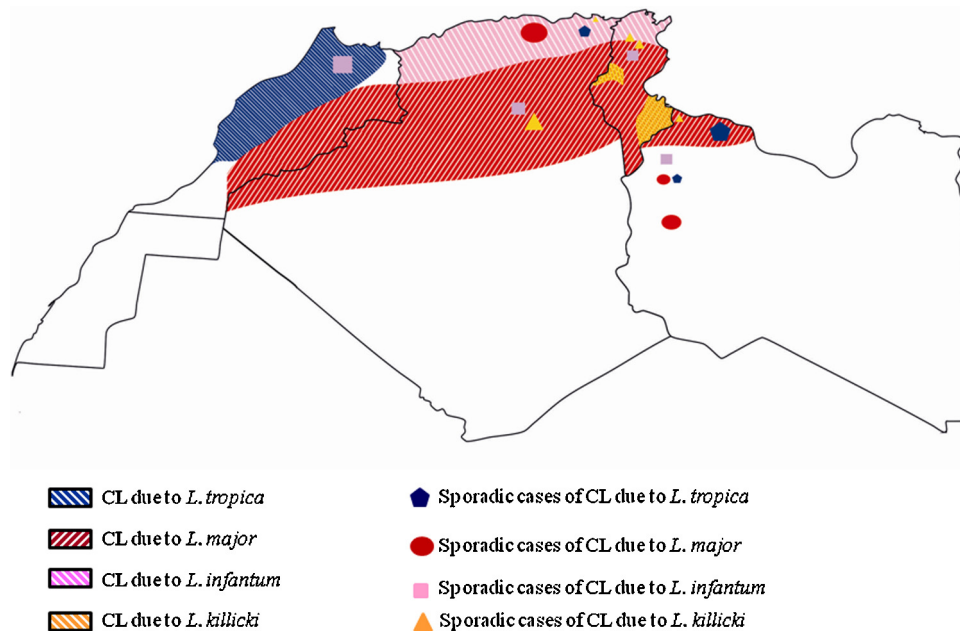 CL due to L. tropica
CL due to L. major
CL due to L. infantum
CL due to L. killicki
Sporadic cases of CL due to L. tropica
Sporadic cases of CL due to L. major
Sporadic cases of CL due to L. infantum
Sporadic cases of CL due to L. killicki